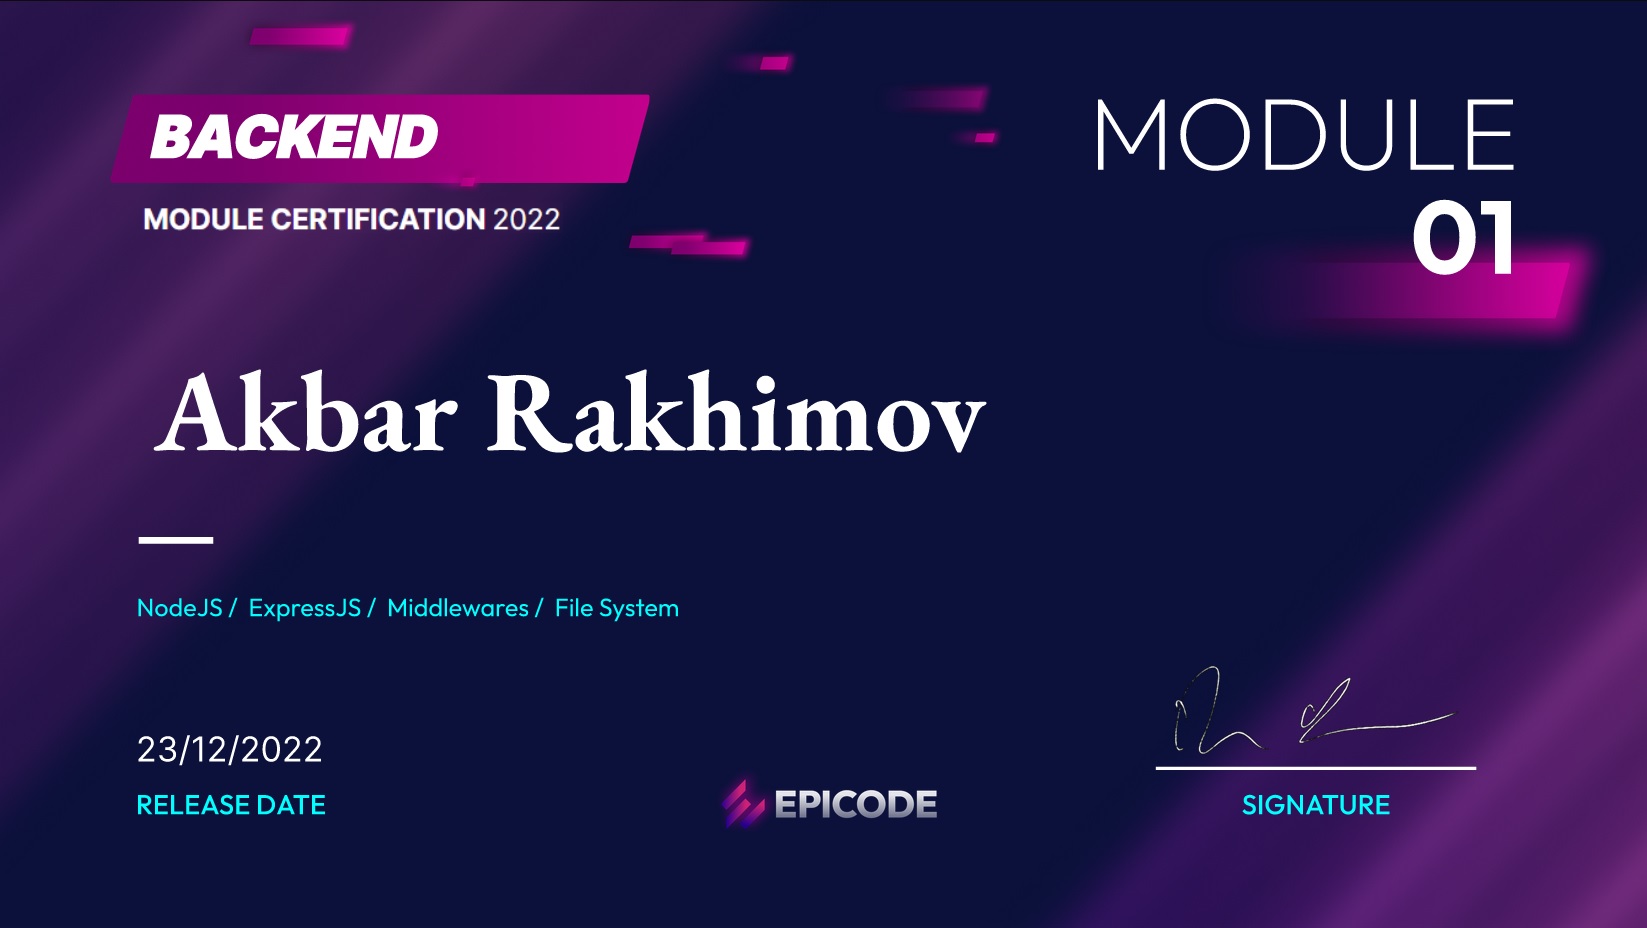 BACKEND
MODULE CERTIFICATION 2022
MODULE
01
Akbar Rakhimov
NodeJS / ExpressJS / Middlewares / File System
23/12/2022
RELEASE DATE
EPICODE
SIGNATURE